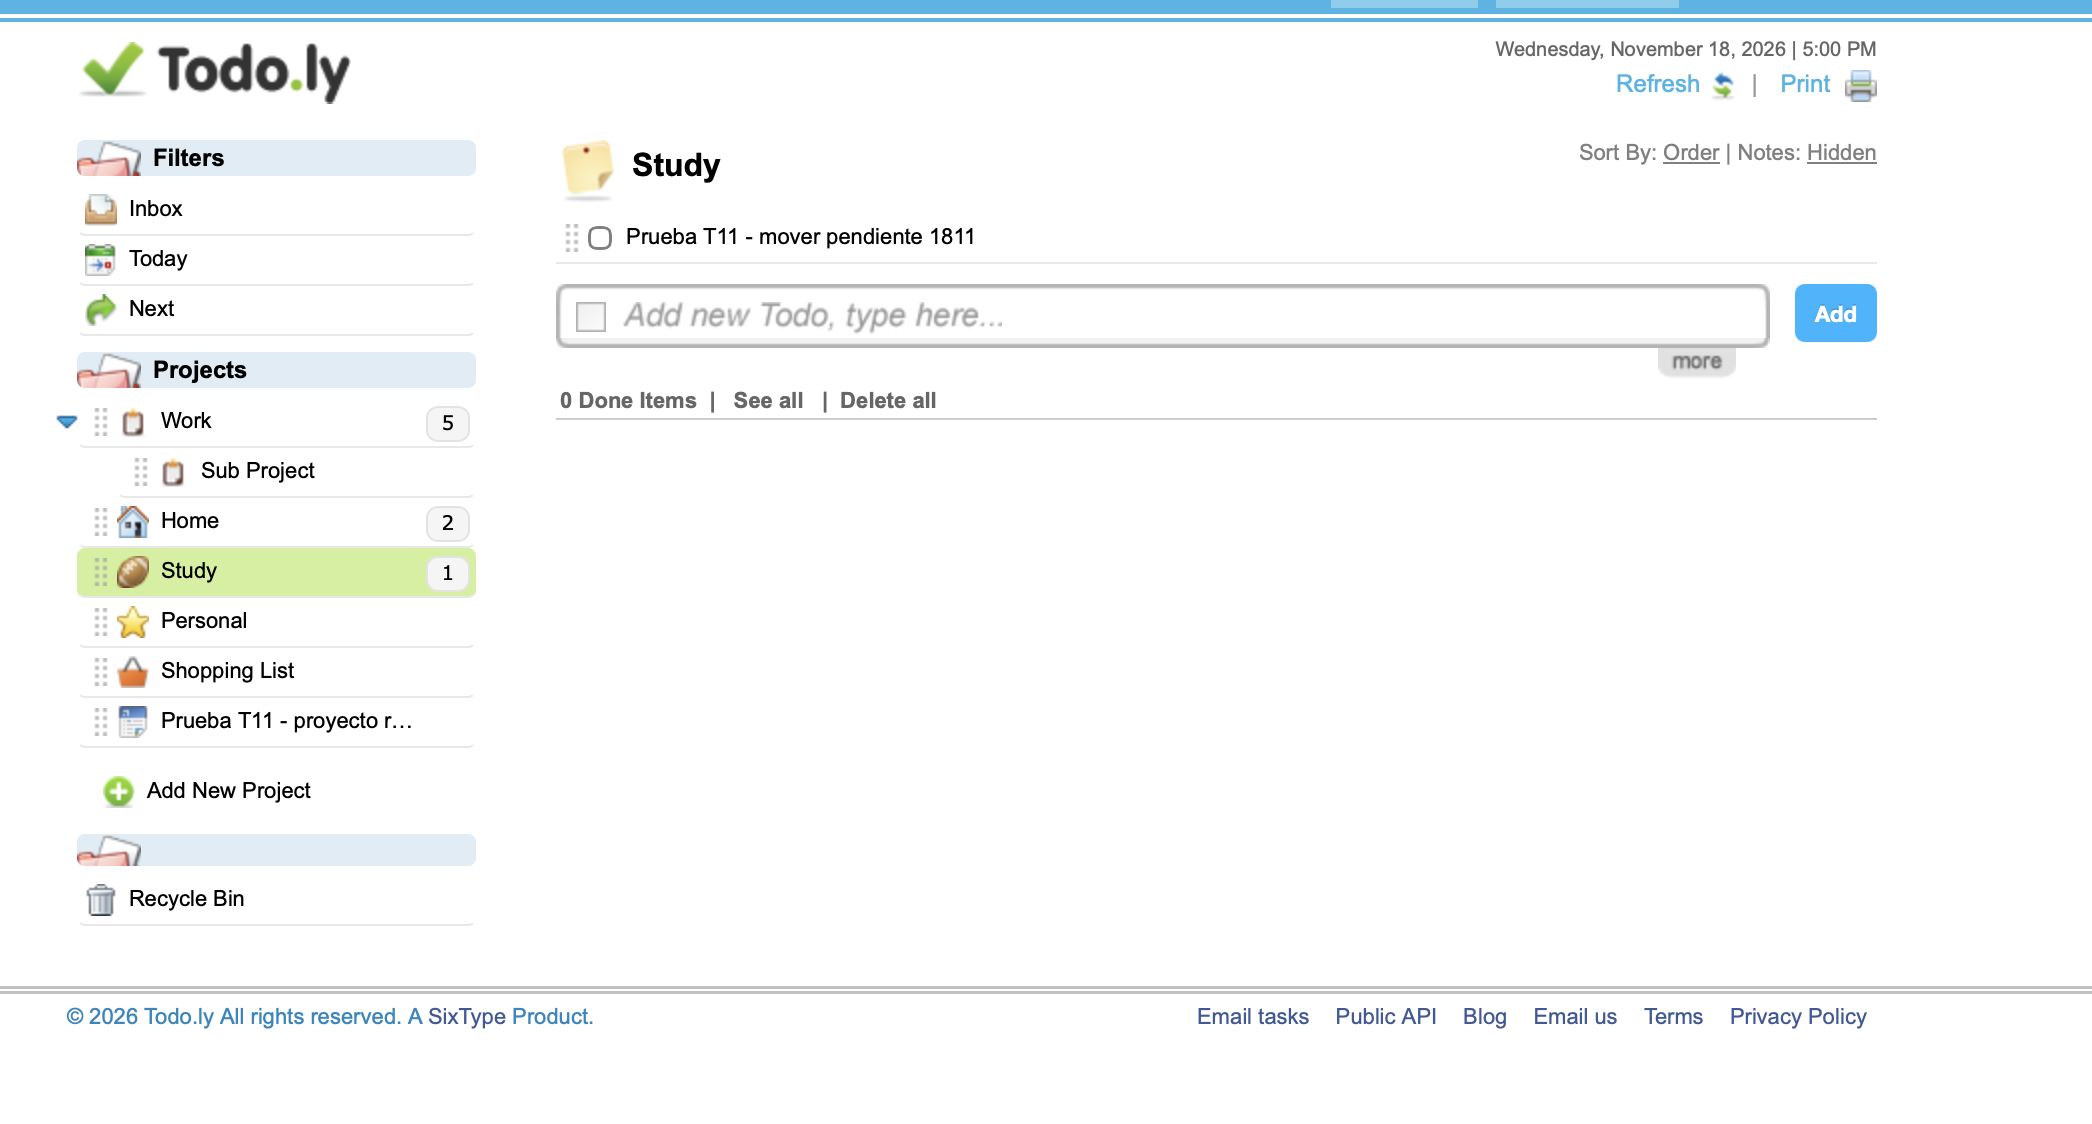 Todo.ly
Wednesday, November 18, 2026 | 5:00 PM
Refresh | Print
Filters
Inbox
Today
Next
Projects
Work 5
Sub Project
Home 2
Study 1
Personal
Shopping List
Prueba T11 - proyecto r...
Add New Project
Recycle Bin
Study
Sort By: Order | Notes: Hidden
Prueba T11 - mover pendiente 1811
Add new Todo, type here...
Add
more
0 Done Items | See all | Delete all
© 2026 Todo.ly All rights reserved. A SixType Product.
Email tasks Public API Blog Email us Terms Privacy Policy